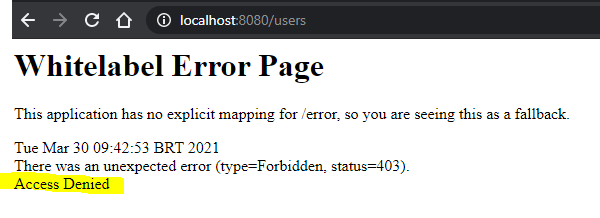 localhost:8080/users
Whitelabel Error Page
This application has no explicit mapping for /error, so you are seeing this as a fallback.
Tue Mar 30 09:42:53 BRT 2021
There was an unexpected error (type=Forbidden, status=403).
Access Denied